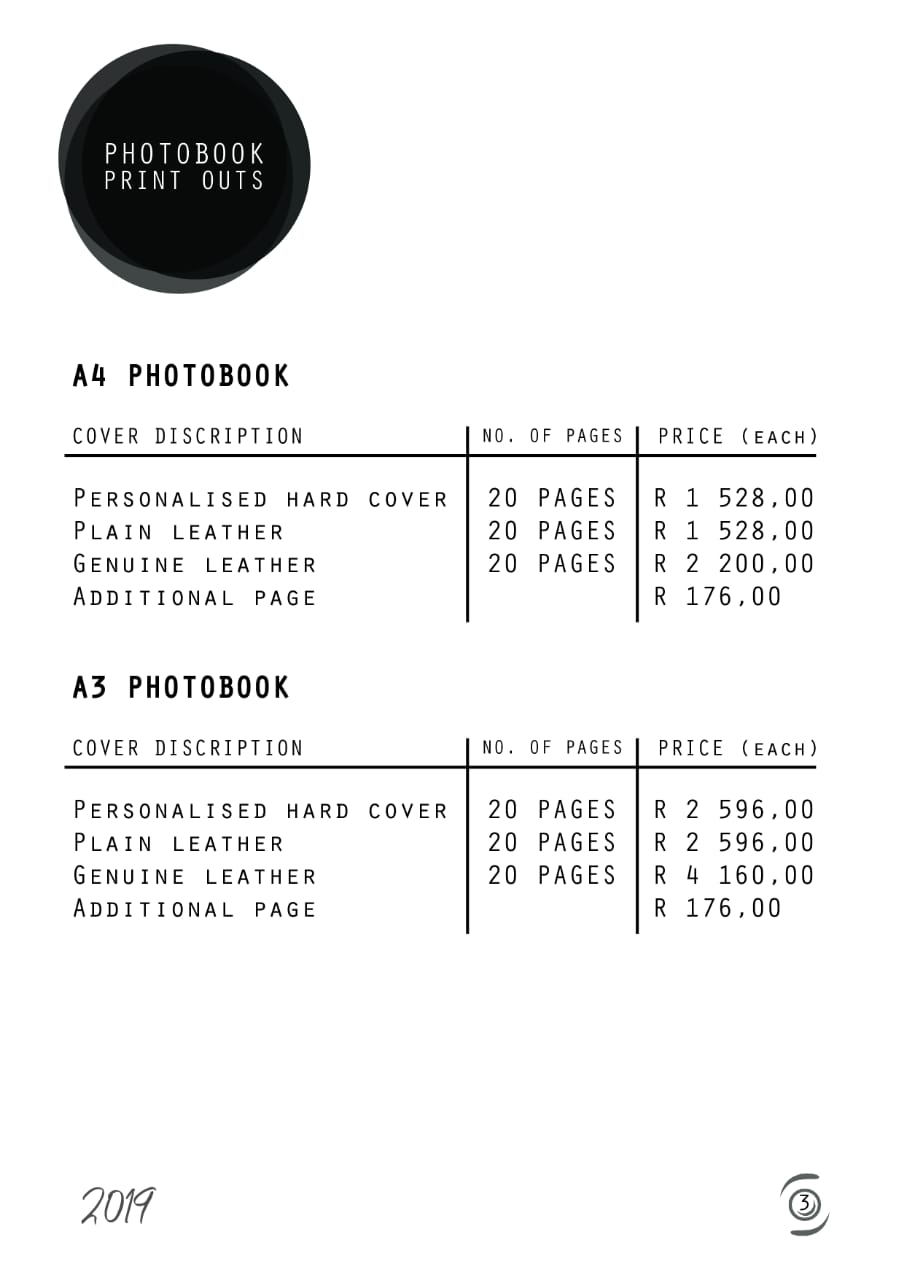 PHOTOBOOK
PRINT OUTS
A4 PHOTOBOOK
COVER DISCRIPTION NO. OF PAGES PRICE (EACH)
PERSONALISED HARD COVER 20 PAGES R 1 528,00
PLAIN LEATHER 20 PAGES R 1 528,00
GENUINE LEATHER 20 PAGES R 2 200,00
ADDITIONAL PAGE R 176,00
A3 PHOTOBOOK
COVER DISCRIPTION NO. OF PAGES PRICE (EACH)
PERSONALISED HARD COVER 20 PAGES R 2 596,00
PLAIN LEATHER 20 PAGES R 2 596,00
GENUINE LEATHER 20 PAGES R 4 160,00
ADDITIONAL PAGE R 176,00
2019 3